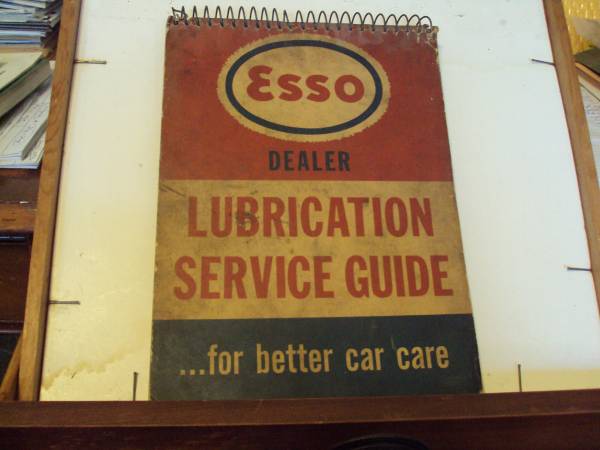 Esso
DEALER
LUBRICATION
SERVICE GUIDE
...for better car care